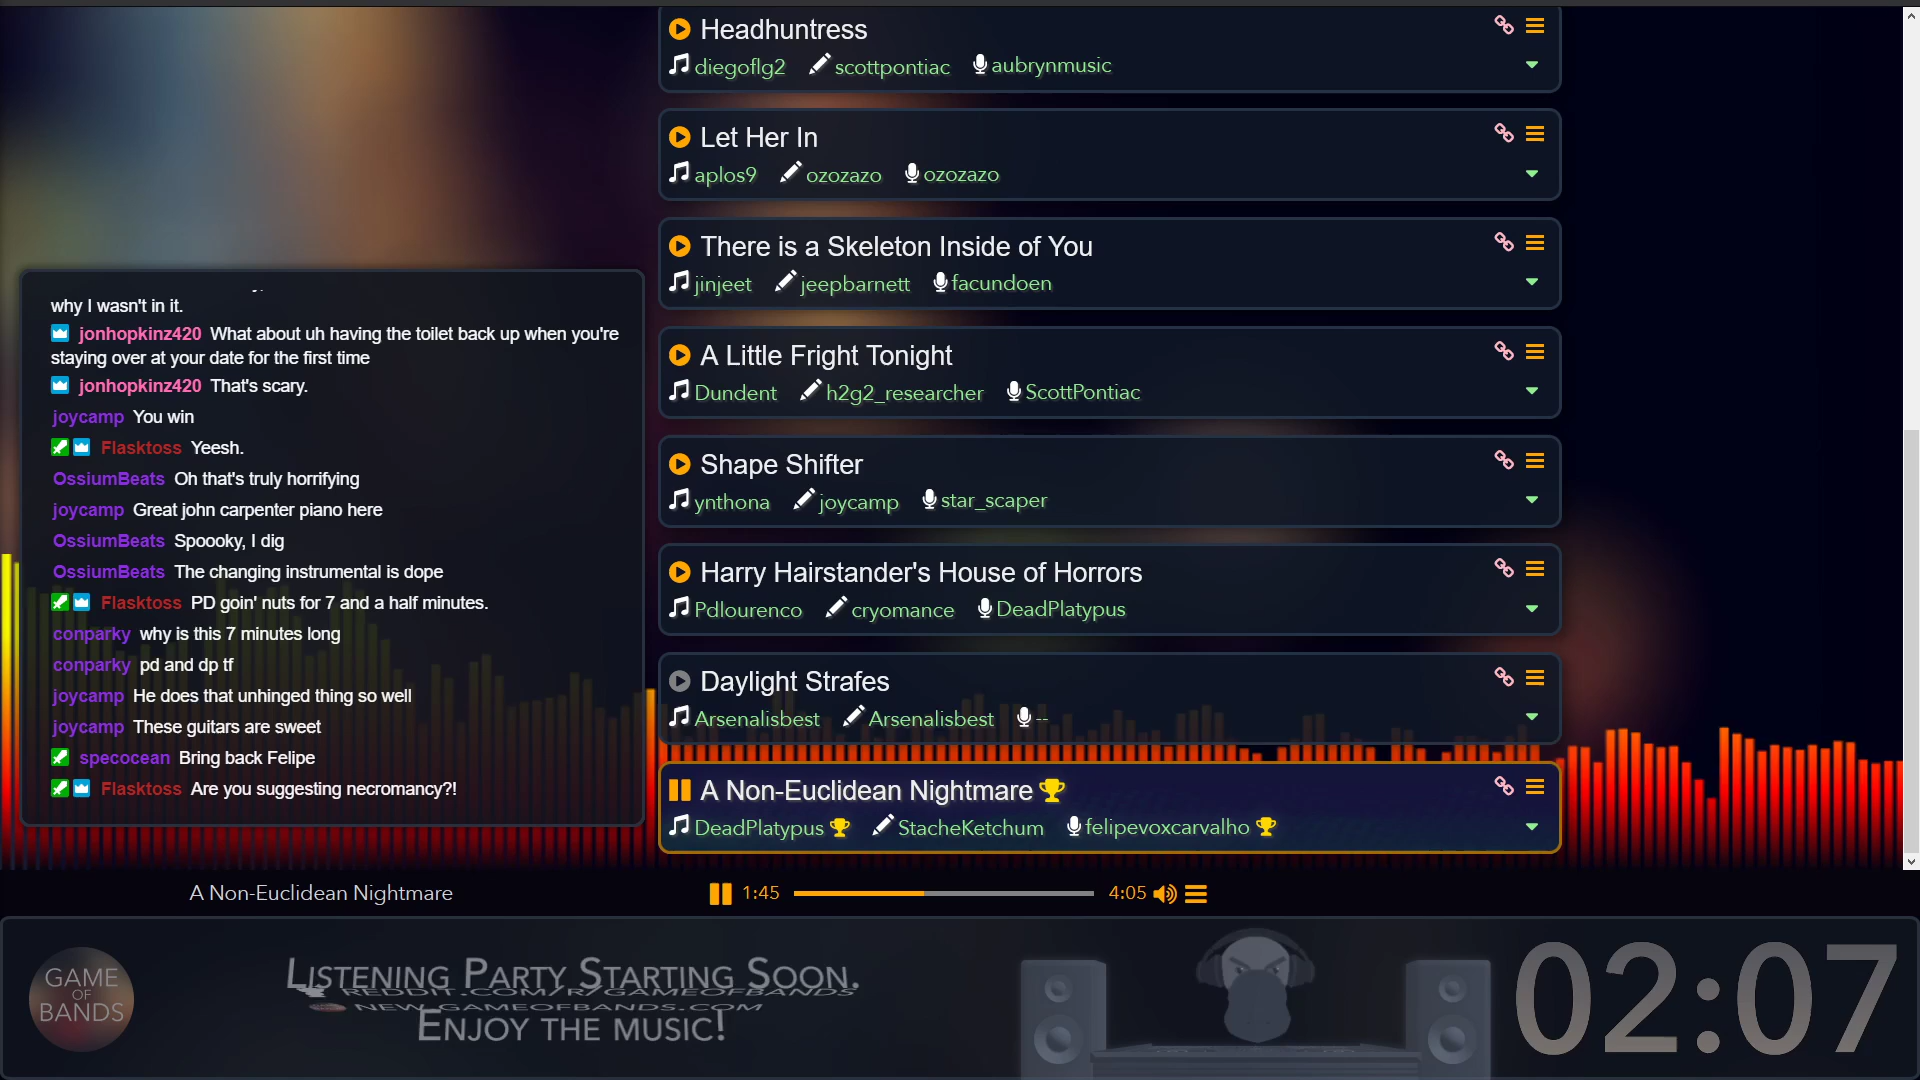 Headhuntress
diegoflg2 scottpontiac aubrynmusic
Let Her In
aplos9 ozozazo ozozazo
There is a Skeleton Inside of You
jinjeet jeepbarnett facundoen
A Little Fright Tonight
Dundent h2g2_researcher ScottPontiac
Shape Shifter
ynthona joycamp star_scaper
Harry Hairstander's House of Horrors
Pdlourenco cryomance DeadPlatypus
Daylight Strafes
Arsenalisbest Arsenalisbest --
A Non-Euclidean Nightmare
DeadPlatypus StacheKetchum felipevoxcarvalho
why I wasn't in it.
jonhopkinz420 What about uh having the toilet back up when you're
staying over at your date for the first time
jonhopkinz420 That's scary.
joycamp You win
Flasktoss Yeesh.
OssiumBeats Oh that's truly horrifying
joycamp Great john carpenter piano here
OssiumBeats Spoooky, I dig
OssiumBeats The changing instrumental is dope
Flasktoss PD goin' nuts for 7 and a half minutes.
conparky why is this 7 minutes long
conparky pd and dp tf
joycamp He does that unhinged thing so well
joycamp These guitars are sweet
specocean Bring back Felipe
Flasktoss Are you suggesting necromancy?!
A Non-Euclidean Nightmare 1:45 4:05
GAME
OF
BANDS
Listening Party Starting Soon.
reddit.com/r/gameofbands
new.gameofbands.com
Enjoy the music!
02:07